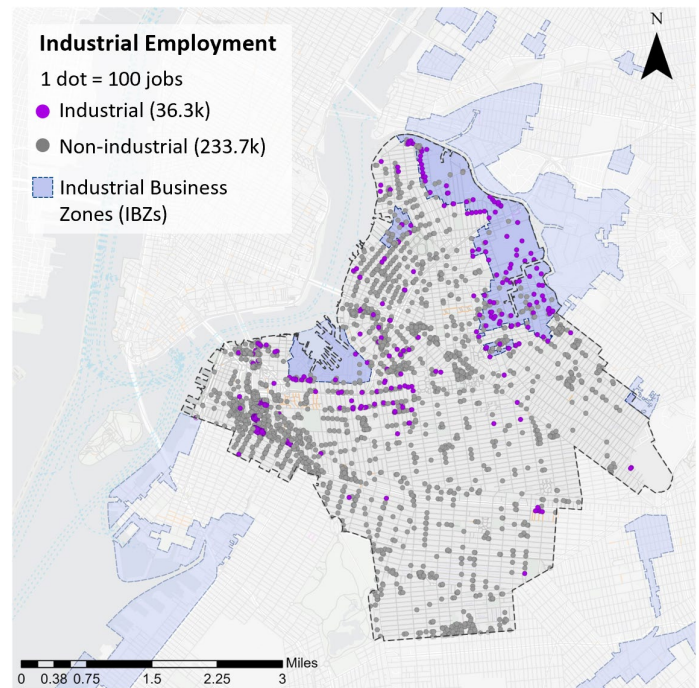 Industrial Employment
1 dot = 100 jobs
Industrial (36.3k)
Non-industrial (233.7k)
Industrial Business
Zones (IBZs)
N
Miles
0 0.38 0.75 1.5 2.25 3